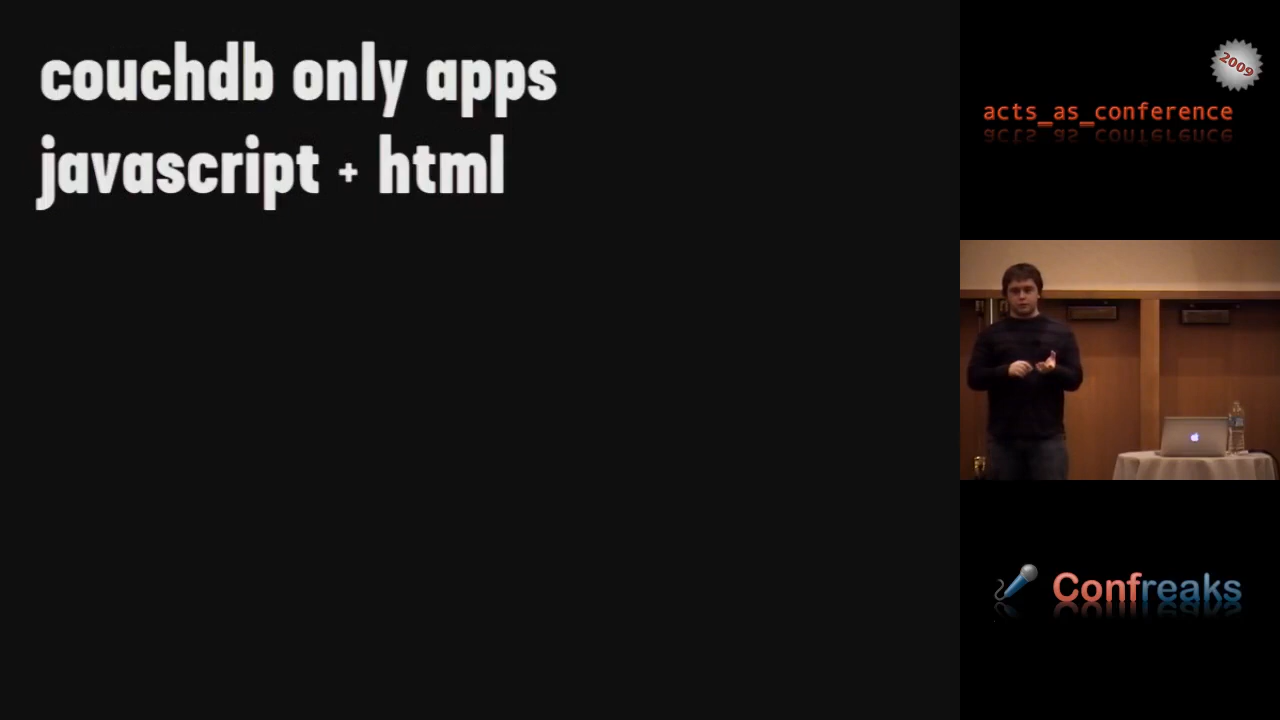 couchdb only apps
javascript + html
2009
acts_as_conference
Confreaks